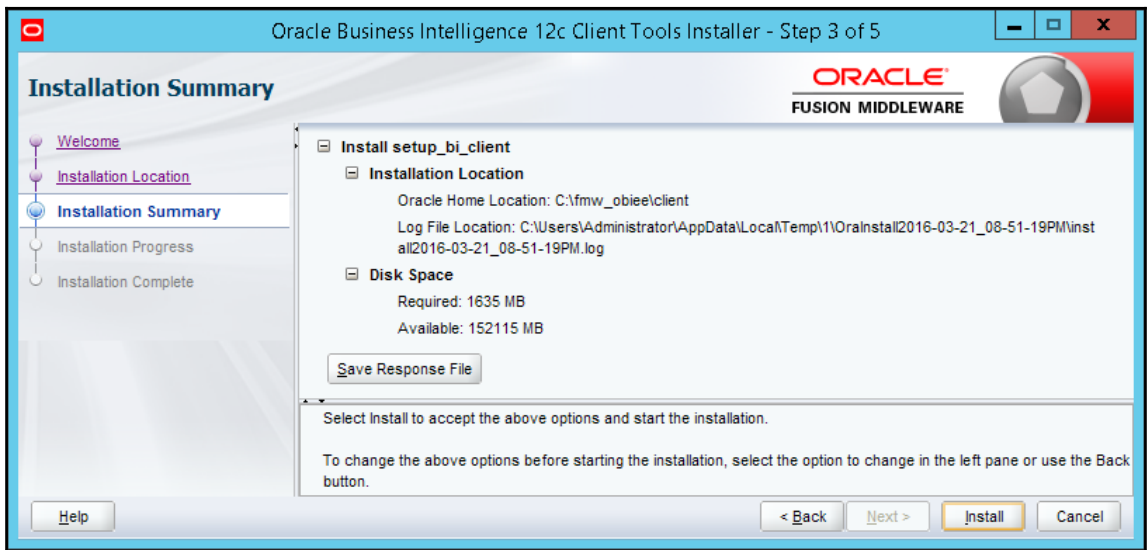 Oracle Business Intelligence 12c Client Tools Installer - Step 3 of 5
Installation Summary
ORACLE
FUSION MIDDLEWARE
Welcome
Installation Location
Installation Summary
Installation Progress
Installation Complete
Install setup_bi_client
Installation Location
Oracle Home Location: C:\fmw_obiee\client
Log File Location: C:\Users\Administrator\AppData\Local\Temp\1\OraInstall2016-03-21_08-51-19PM\inst
all2016-03-21_08-51-19PM.log
Disk Space
Required: 1635 MB
Available: 152115 MB
Save Response File
Select Install to accept the above options and start the installation.
To change the above options before starting the installation, select the option to change in the left pane or use the Back
button.
Help
< Back
Next >
Install
Cancel